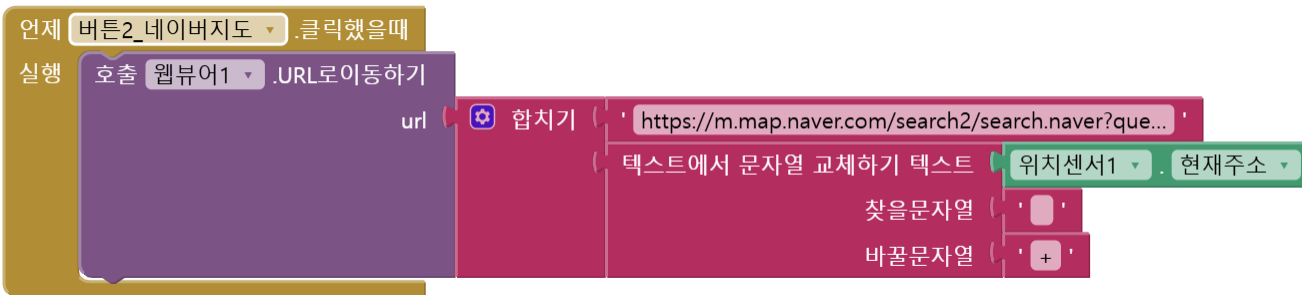 언제 버튼2_네이버지도 .클릭했을때
실행 호출 웹뷰어1 .URL로이동하기
url 합치기 ' https://m.map.naver.com/search2/search.naver?que... '
텍스트에서 문자열 교체하기 텍스트 위치센서1 . 현재주소
찾을문자열 ' '
바꿀문자열 ' + '